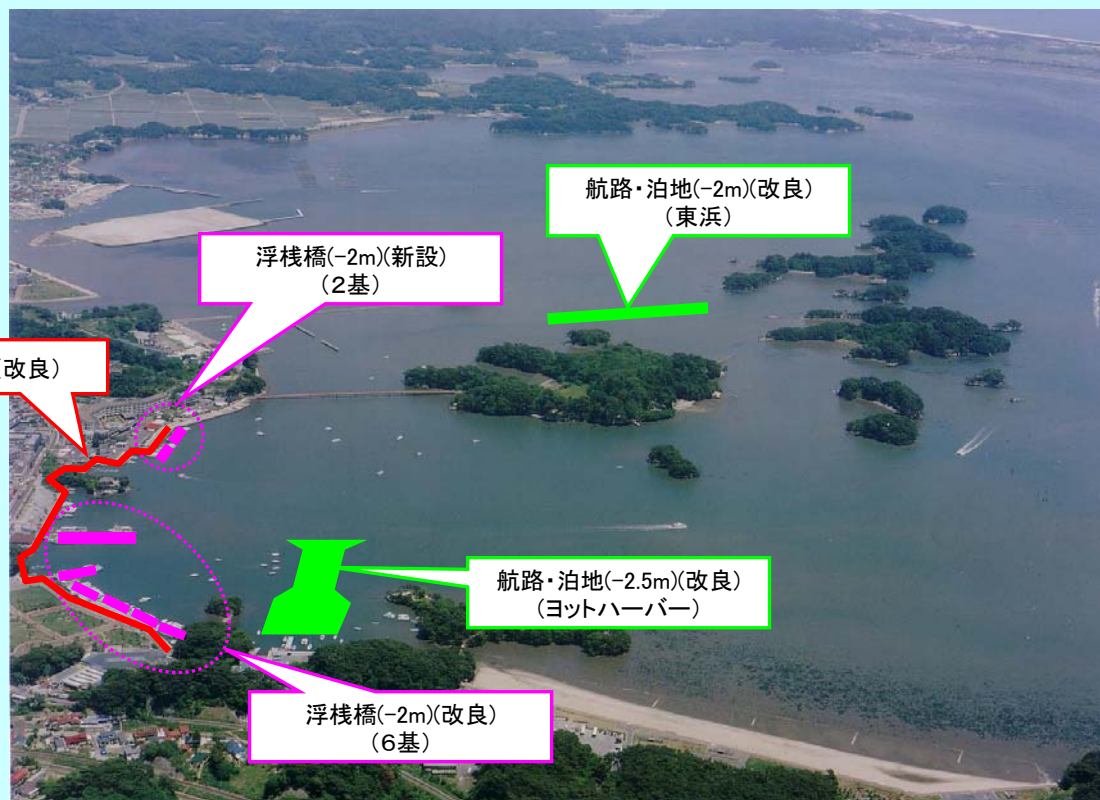 航路・泊地(-2m)(改良)
(東浜)
浮桟橋(-2m)(新設)
(２基)
改良)
航路・泊地(-2.5m)(改良)
(ヨットハーバー)
浮桟橋(-2m)(改良)
(６基)